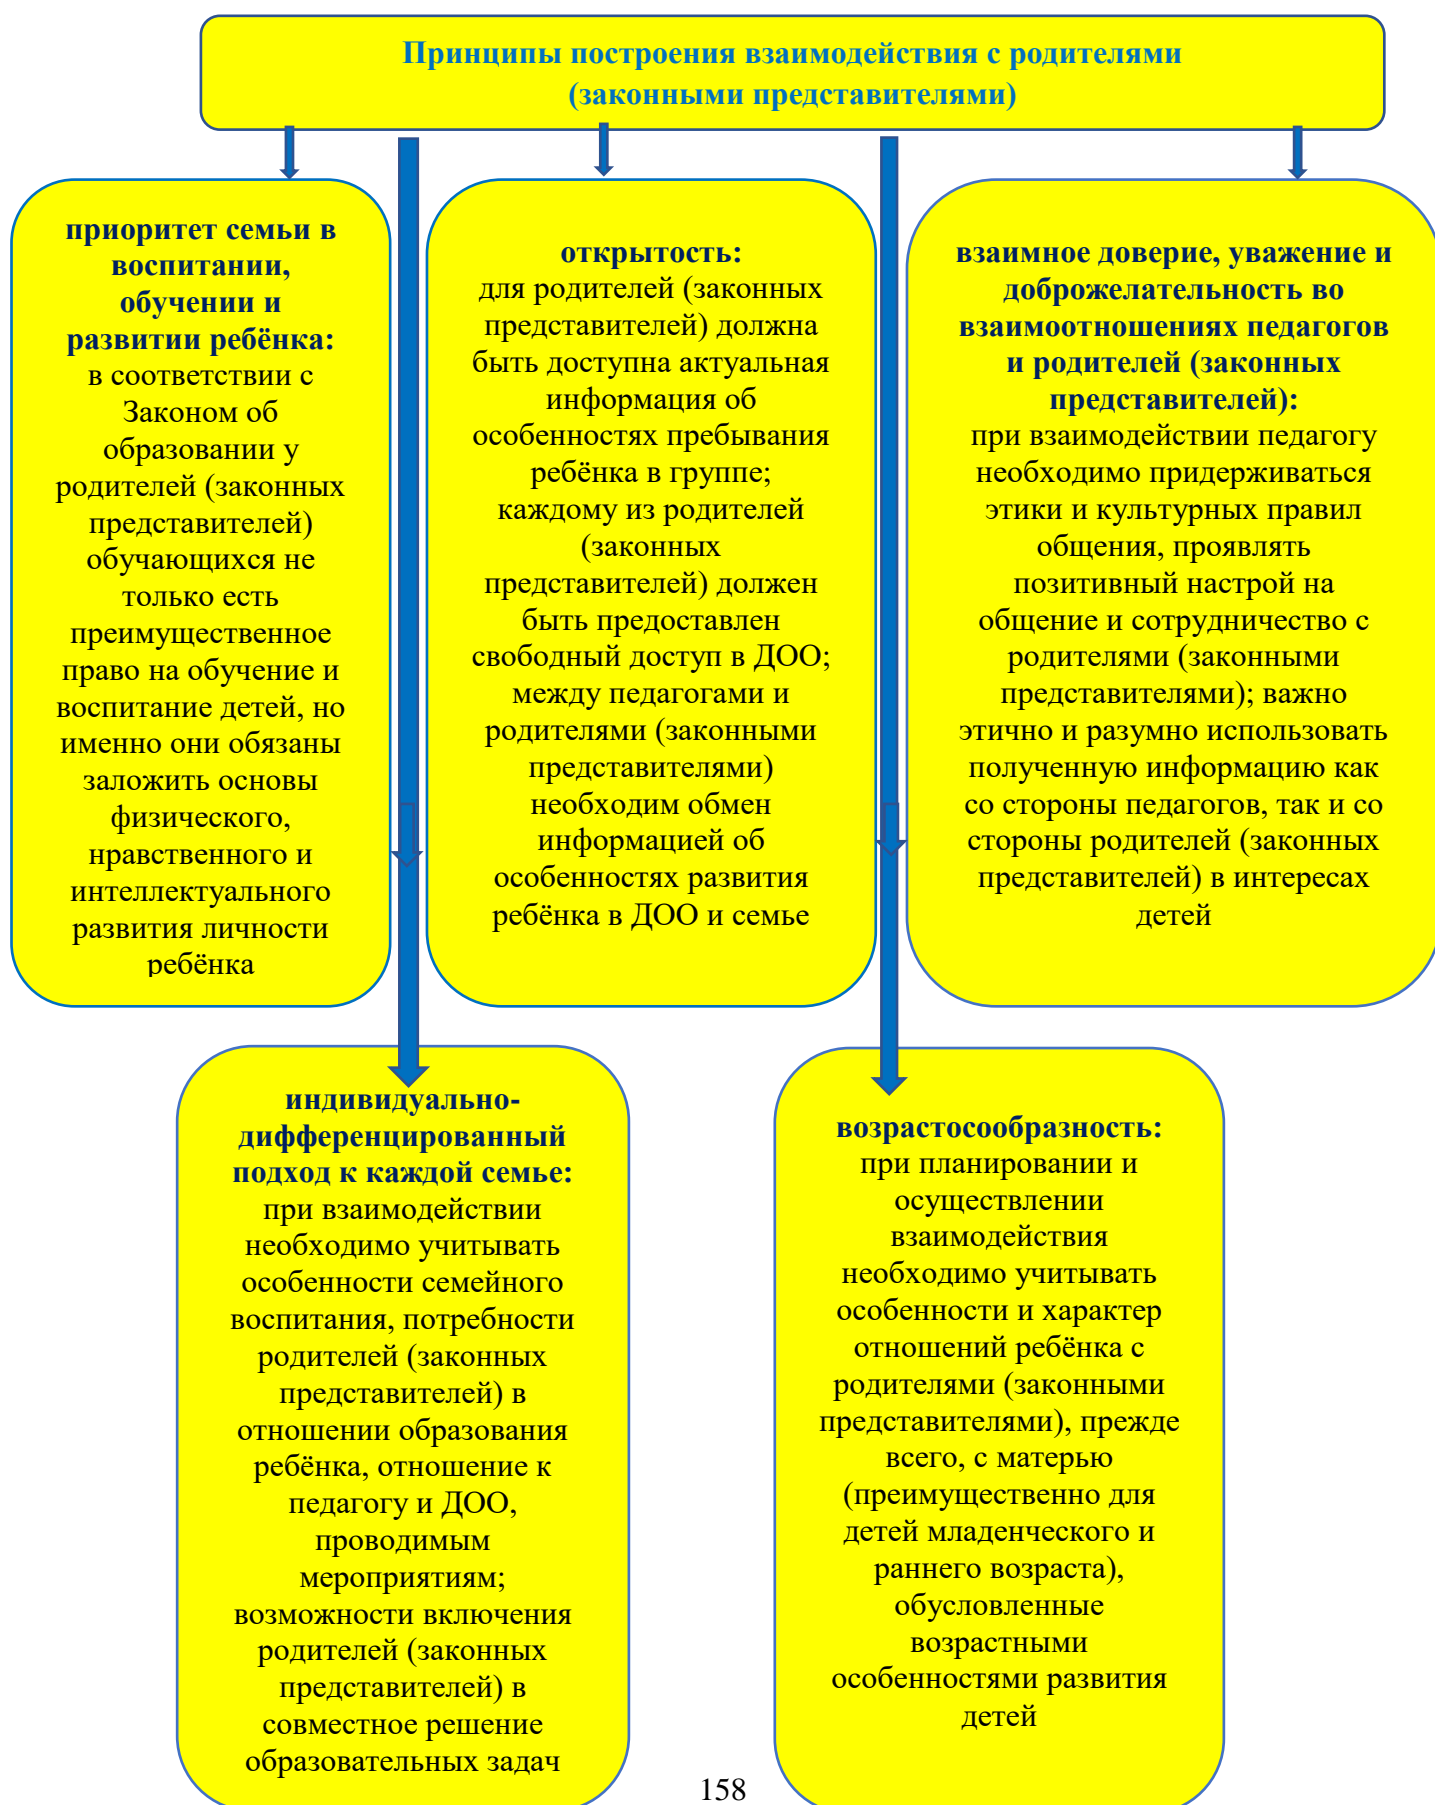 Принципы построения взаимодействия с родителями
(законными представителями)
приоритет семьи в
воспитании,
обучении и
развитии ребёнка:
в соответствии с
Законом об
образовании у
родителей (законных
представителей)
обучающихся не
только есть
преимущественное
право на обучение и
воспитание детей, но
именно они обязаны
заложить основы
физического,
нравственного и
интеллектуального
развития личности
ребёнка
открытость:
для родителей (законных
представителей) должна
быть доступна актуальная
информация об
особенностях пребывания
ребёнка в группе;
каждому из родителей
(законных
представителей) должен
быть предоставлен
свободный доступ в ДОО;
между педагогами и
родителями (законными
представителями)
необходим обмен
информацией об
особенностях развития
ребёнка в ДОО и семье
взаимное доверие, уважение и
доброжелательность во
взаимоотношениях педагогов
и родителей (законных
представителей):
при взаимодействии педагогу
необходимо придерживаться
этики и культурных правил
общения, проявлять
позитивный настрой на
общение и сотрудничество с
родителями (законными
представителями); важно
этично и разумно использовать
полученную информацию как
со стороны педагогов, так и со
стороны родителей (законных
представителей) в интересах
детей
индивидуально-
дифференцированный
подход к каждой семье:
при взаимодействии
необходимо учитывать
особенности семейного
воспитания, потребности
родителей (законных
представителей) в
отношении образования
ребёнка, отношение к
педагогу и ДОО,
проводимым
мероприятиям;
возможности включения
родителей (законных
представителей) в
совместное решение
образовательных задач
возрастосообразность:
при планировании и
осуществлении
взаимодействия
необходимо учитывать
особенности и характер
отношений ребёнка с
родителями (законными
представителями), прежде
всего, с матерью
(преимущественно для
детей младенческого и
раннего возраста),
обусловленные
возрастными
особенностями развития
детей
158